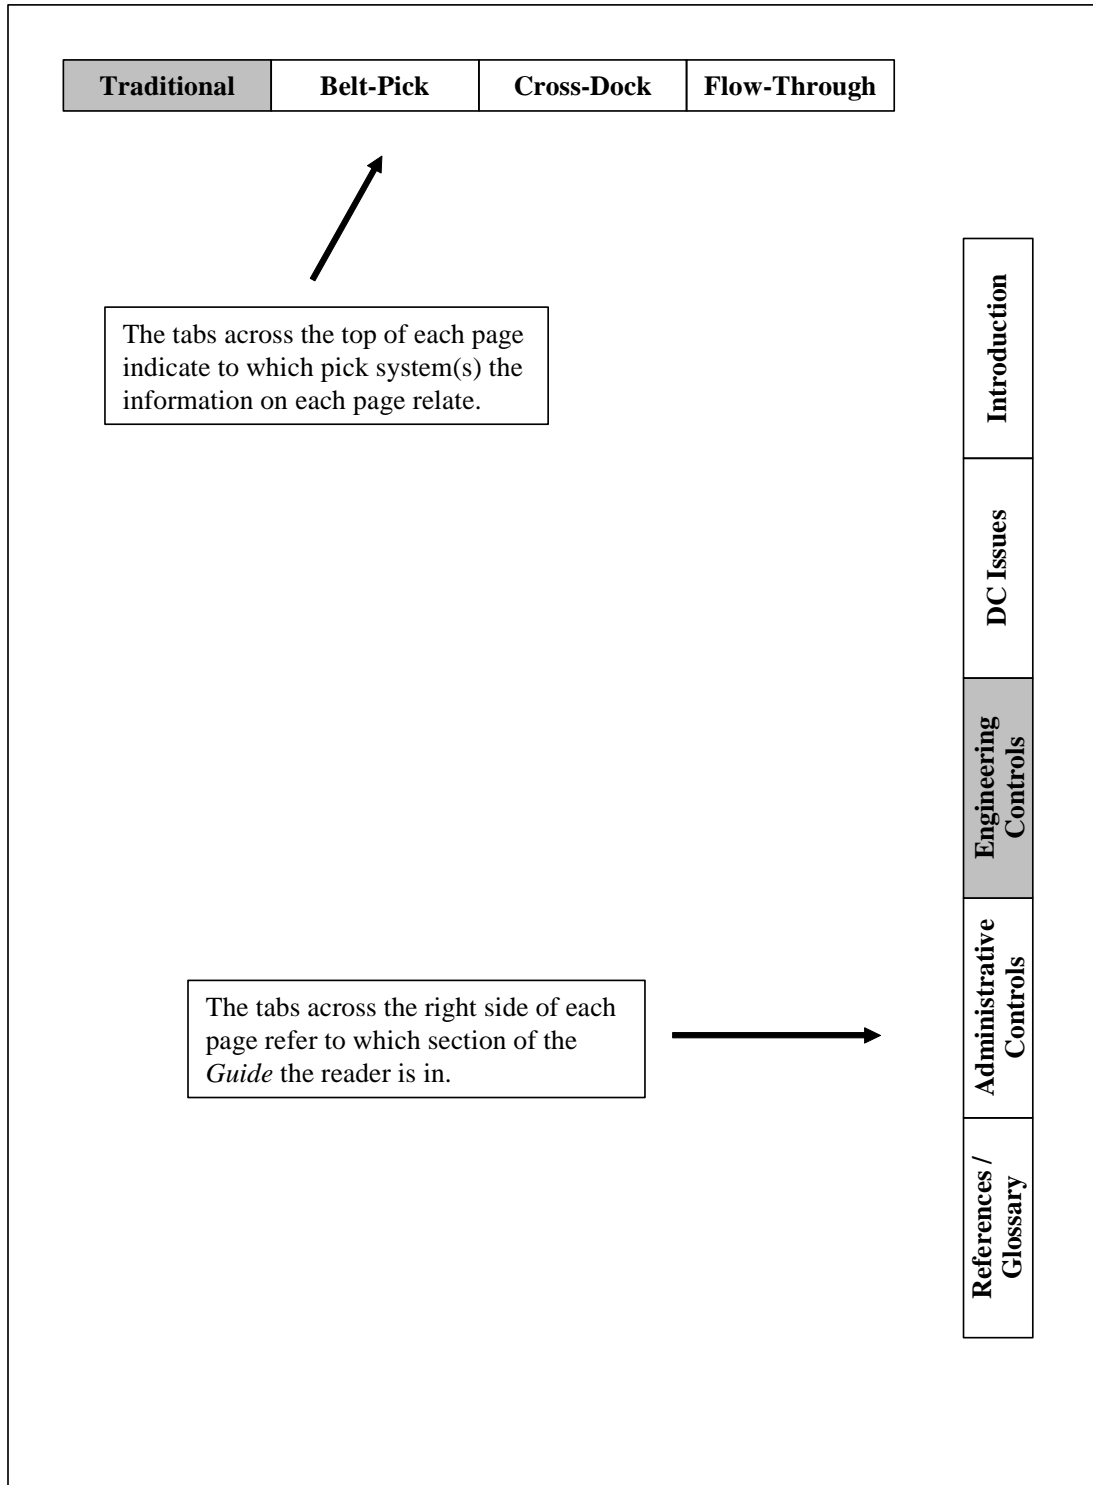 Traditional Belt-Pick Cross-Dock Flow-Through
The tabs across the top of each page
indicate to which pick system(s) the
information on each page relate.
Introduction
DC Issues
Engineering
Controls
Administrative
Controls
References /
Glossary
The tabs across the right side of each
page refer to which section of the
Guide the reader is in.